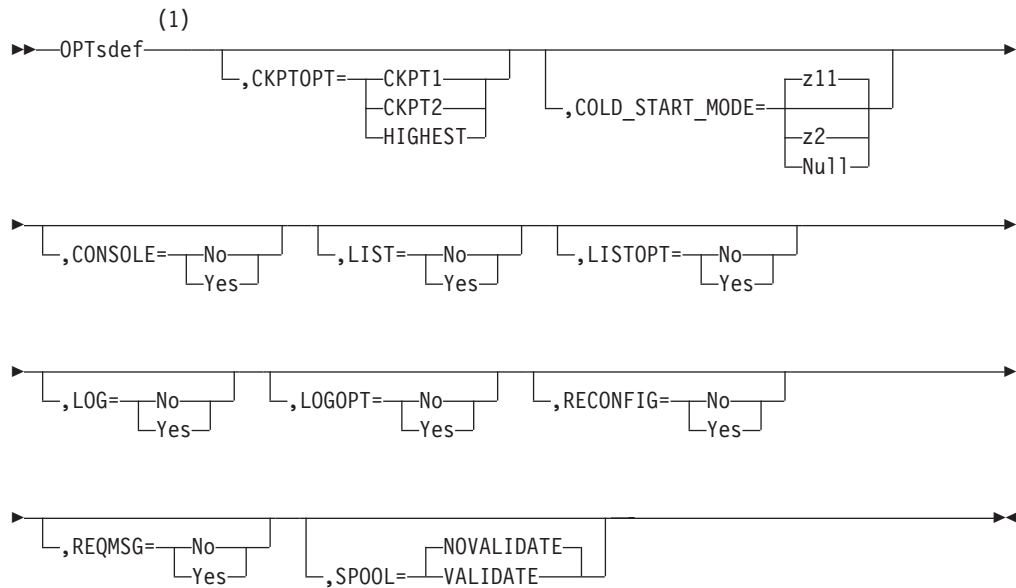 (1)
OPTsdef
,CKPTOPT= CKPT1
CKPT2
HIGHEST
,COLD_START_MODE= z11
z2
Null
,CONSOLE= No
Yes
,LIST= No
Yes
,LISTOPT= No
Yes
,LOG= No
Yes
,LOGOPT= No
Yes
,RECONFIG= No
Yes
,REQMSG= No
Yes
,SPOOL= NOVALIDATE
VALIDATE